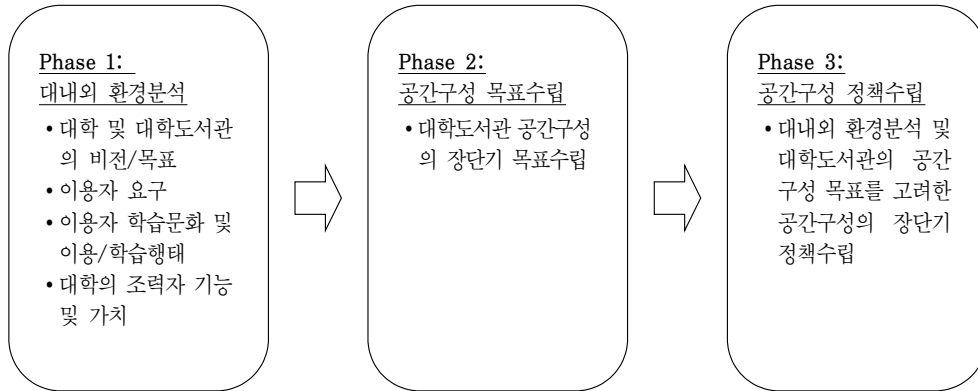 Phase 1:
대내외 환경분석
• 대학 및 대학도서관
의 비전/목표
• 이용자 요구
• 이용자 학습문화 및
이용/학습행태
• 대학의 조력자 기능
및 가치
Phase 2:
공간구성 목표수립
• 대학도서관 공간구성
의 장단기 목표수립
Phase 3:
공간구성 정책수립
• 대내외 환경분석 및
대학도서관의 공간
구성 목표를 고려한
공간구성의 장단기
정책수립